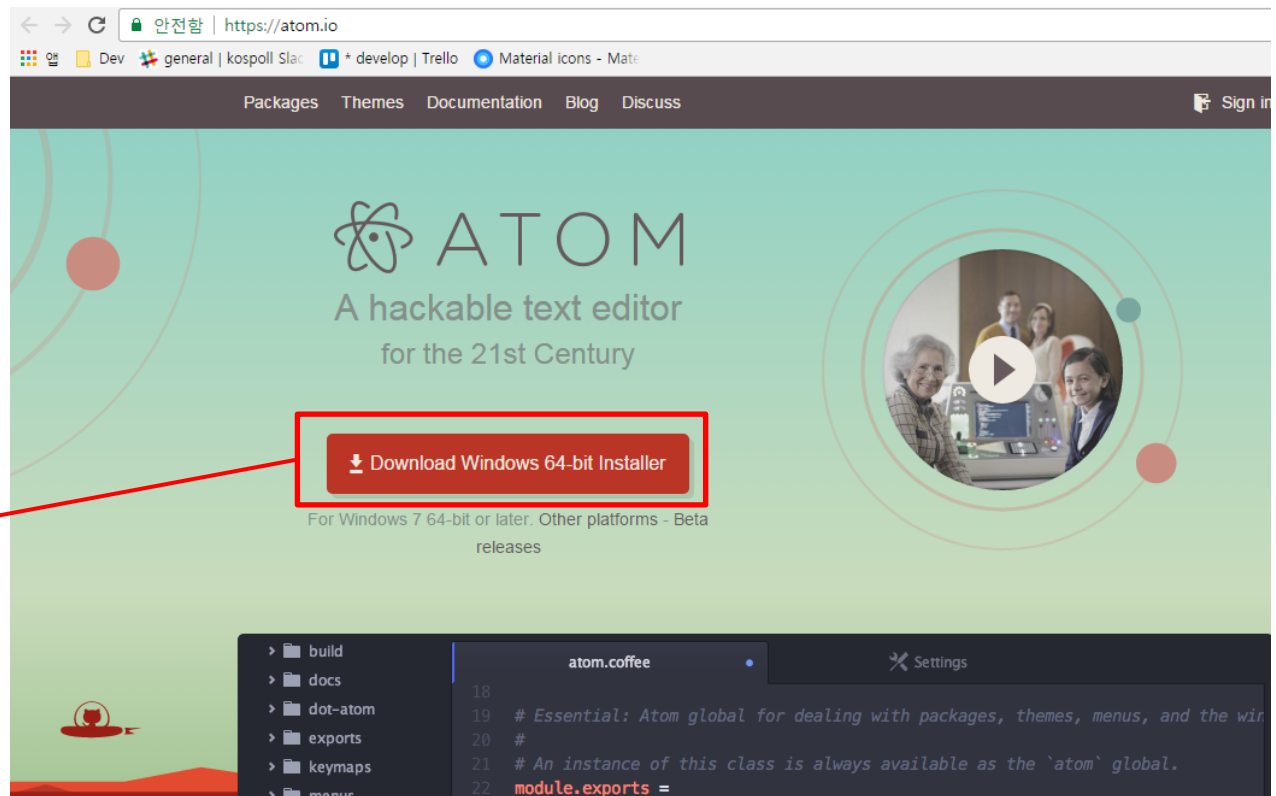 안전함 | https://atom.io
앱 Dev general | kospoll Slac * develop | Trello Material icons - Mate
Packages Themes Documentation Blog Discuss Sign in
ATOM
A hackable text editor
for the 21st Century
Download Windows 64-bit Installer
For Windows 7 64-bit or later. Other platforms - Beta
releases
build
atom.coffee Settings
docs
18
dot-atom
19 # Essential: Atom global for dealing with packages, themes, menus, and the win
exports
20 #
keymaps
21 # An instance of this class is always available as the `atom` global.
menus
22 module.exports =